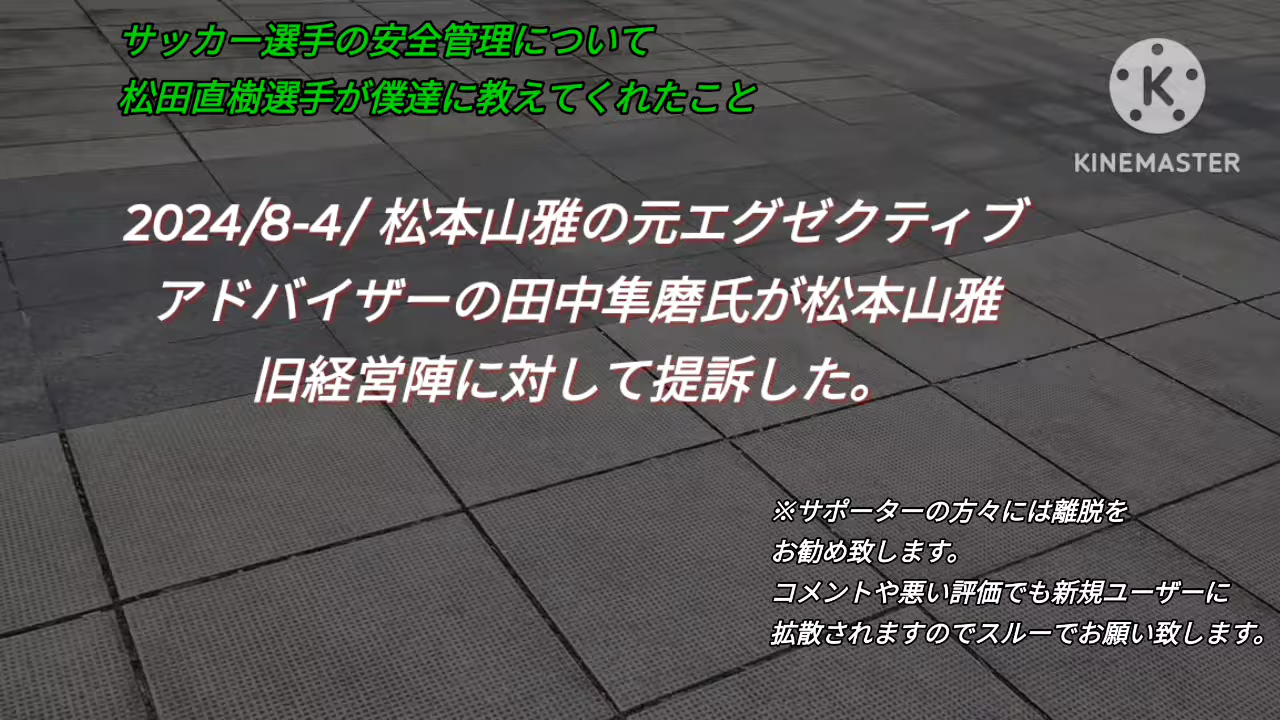 サッカー選手の安全管理について
松田直樹選手が僕達に教えてくれたこと
K
KINEMASTER
2024/8-4/ 松本山雅の元エグゼクティブ
アドバイザーの田中隼磨氏が松本山雅
旧経営陣に対して提訴した。
※サポーターの方々には離脱を
お勧め致します。
コメントや悪い評価でも新規ユーザーに
拡散されますのでスルーでお願い致します。